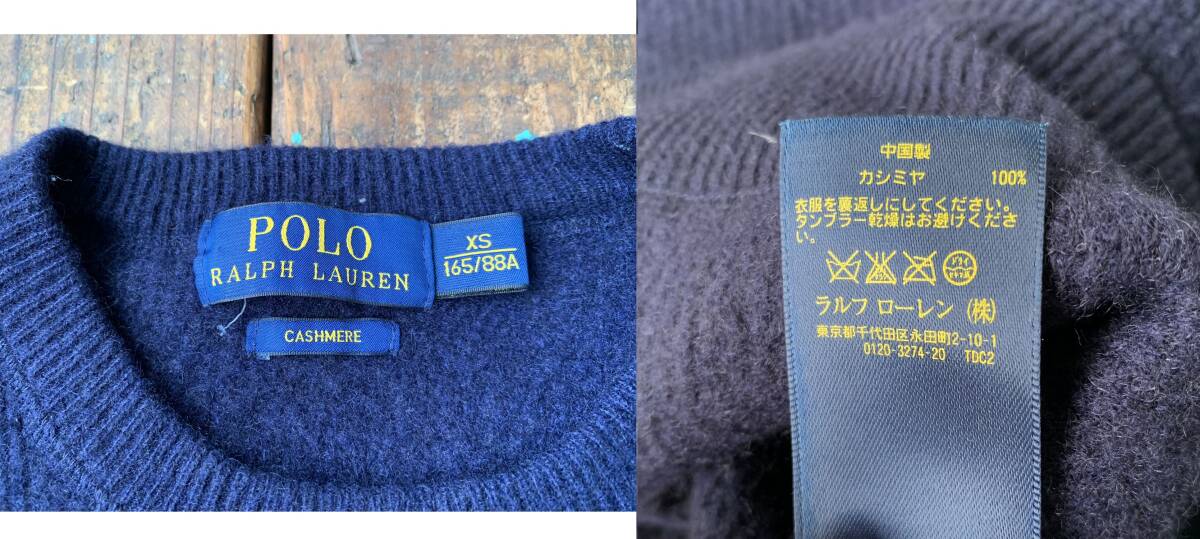 POLO
RALPH LAUREN
XS
165/88A
CASHMERE
中国製
カシミヤ 100%
衣服を裏返しにしてください。
タンブラー乾燥はお避けくださ
い。
ドライ
ラルフ ローレン (株)
東京都千代田区永田町2-10-1
0120-3274-20 TDC2